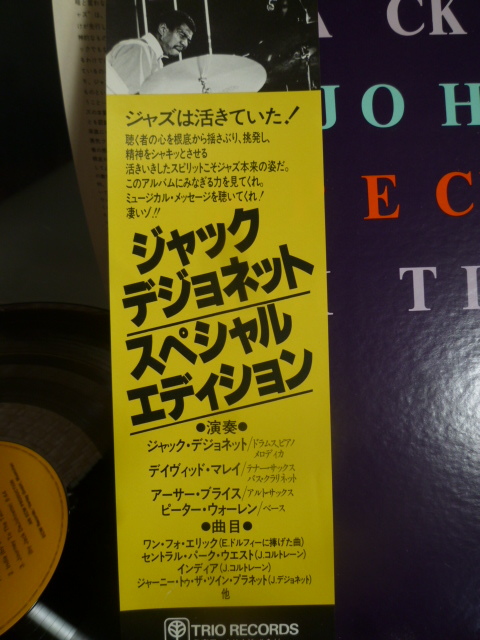 ジャズは活きていた!
聴く者の心を根底から揺さぶり、挑発し、
精神をシャキッとさせる
活きいきしたスピリットこそジャズ本来の姿だ。
このアルバムにみなぎる力を見てくれ。
ミュージカル・メッセージを聴いてくれ!
凄いゾ!!
ジャック
デジョネット
スペシャル
エディション
●演奏●
ジャック・デジョネット/ドラムス、ピアノ
メロディカ
デイヴィッド・マレイ/テナーサックス
バス・クラリネット
アーサー・ブライス/アルトサックス
ピーター・ウォーレン/ベース
●曲目●
ワン・フォ・エリック(E.ドルフィーに捧げた曲)
セントラル・パーク・ウエスト(J.コルトレーン)
インディア(J.コルトレーン)
ジャーニー・トゥ・ザ・ツイン・プラネット(J.デジョネット)
他
TRIO RECORDS
CK
JOH
EC
TI